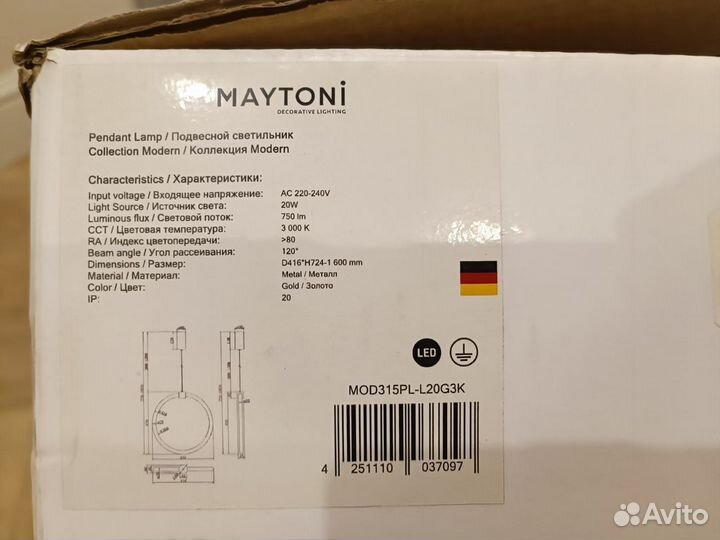 MAYTONi
DECORATIVE LIGHTING
Pendant Lamp / Подвесной светильник
Collection Modern / Коллекция Modern
Characteristics / Характеристики:
Input voltage / Входящее напряжение: AC 220-240V
Light Source / Источник света: 20W
Luminous flux / Световой поток: 750 lm
CCT / Цветовая температура: 3 000 K
RA / Индекс цветопередачи: >80
Beam angle / Угол рассеивания: 120°
Dimensions / Размер: D416*H724-1 600 mm
Material / Материал: Metal / Металл
Color / Цвет: Gold / Золото
IP: 20
LED
MOD315PL-L20G3K
4 251110 037097
Avito